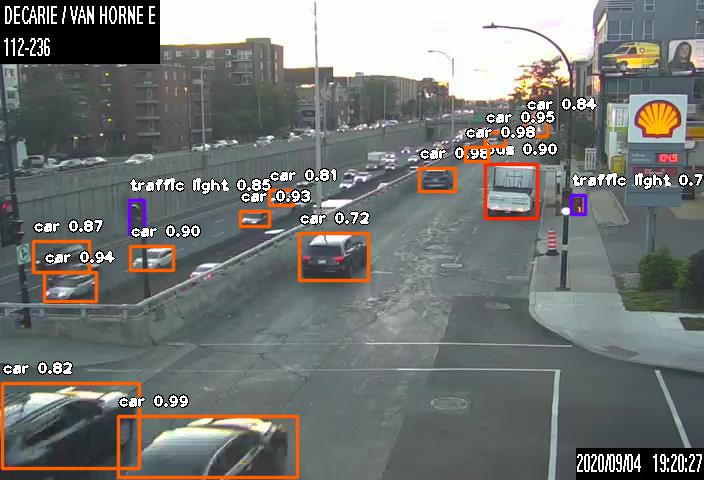 DECARIE / VAN HORNE E
112-236
car 0.84
car 0.95
car 0.98
bus 0.90
0.98
car 0.81
traffic light 0.85
car 0.93
traffic light 0.7
car 0.87
car 0.90
car 0.72
car 0.94
car 0.82
car 0.99
2020/09/04 19:20:27